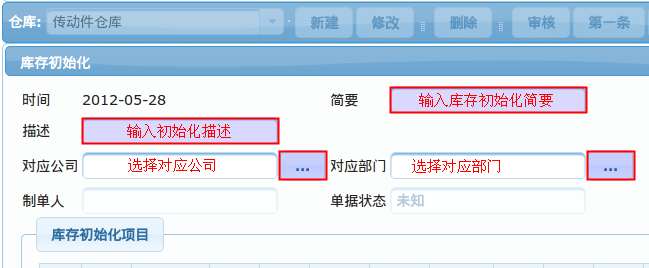 仓库: 传动件仓库 新建 修改 删除 审核 第一条
库存初始化
时间 2012-05-28 简要 输入库存初始化简要
描述 输入初始化描述
对应公司 选择对应公司 ... 对应部门 选择对应部门 ...
制单人 单据状态 未知
库存初始化项目